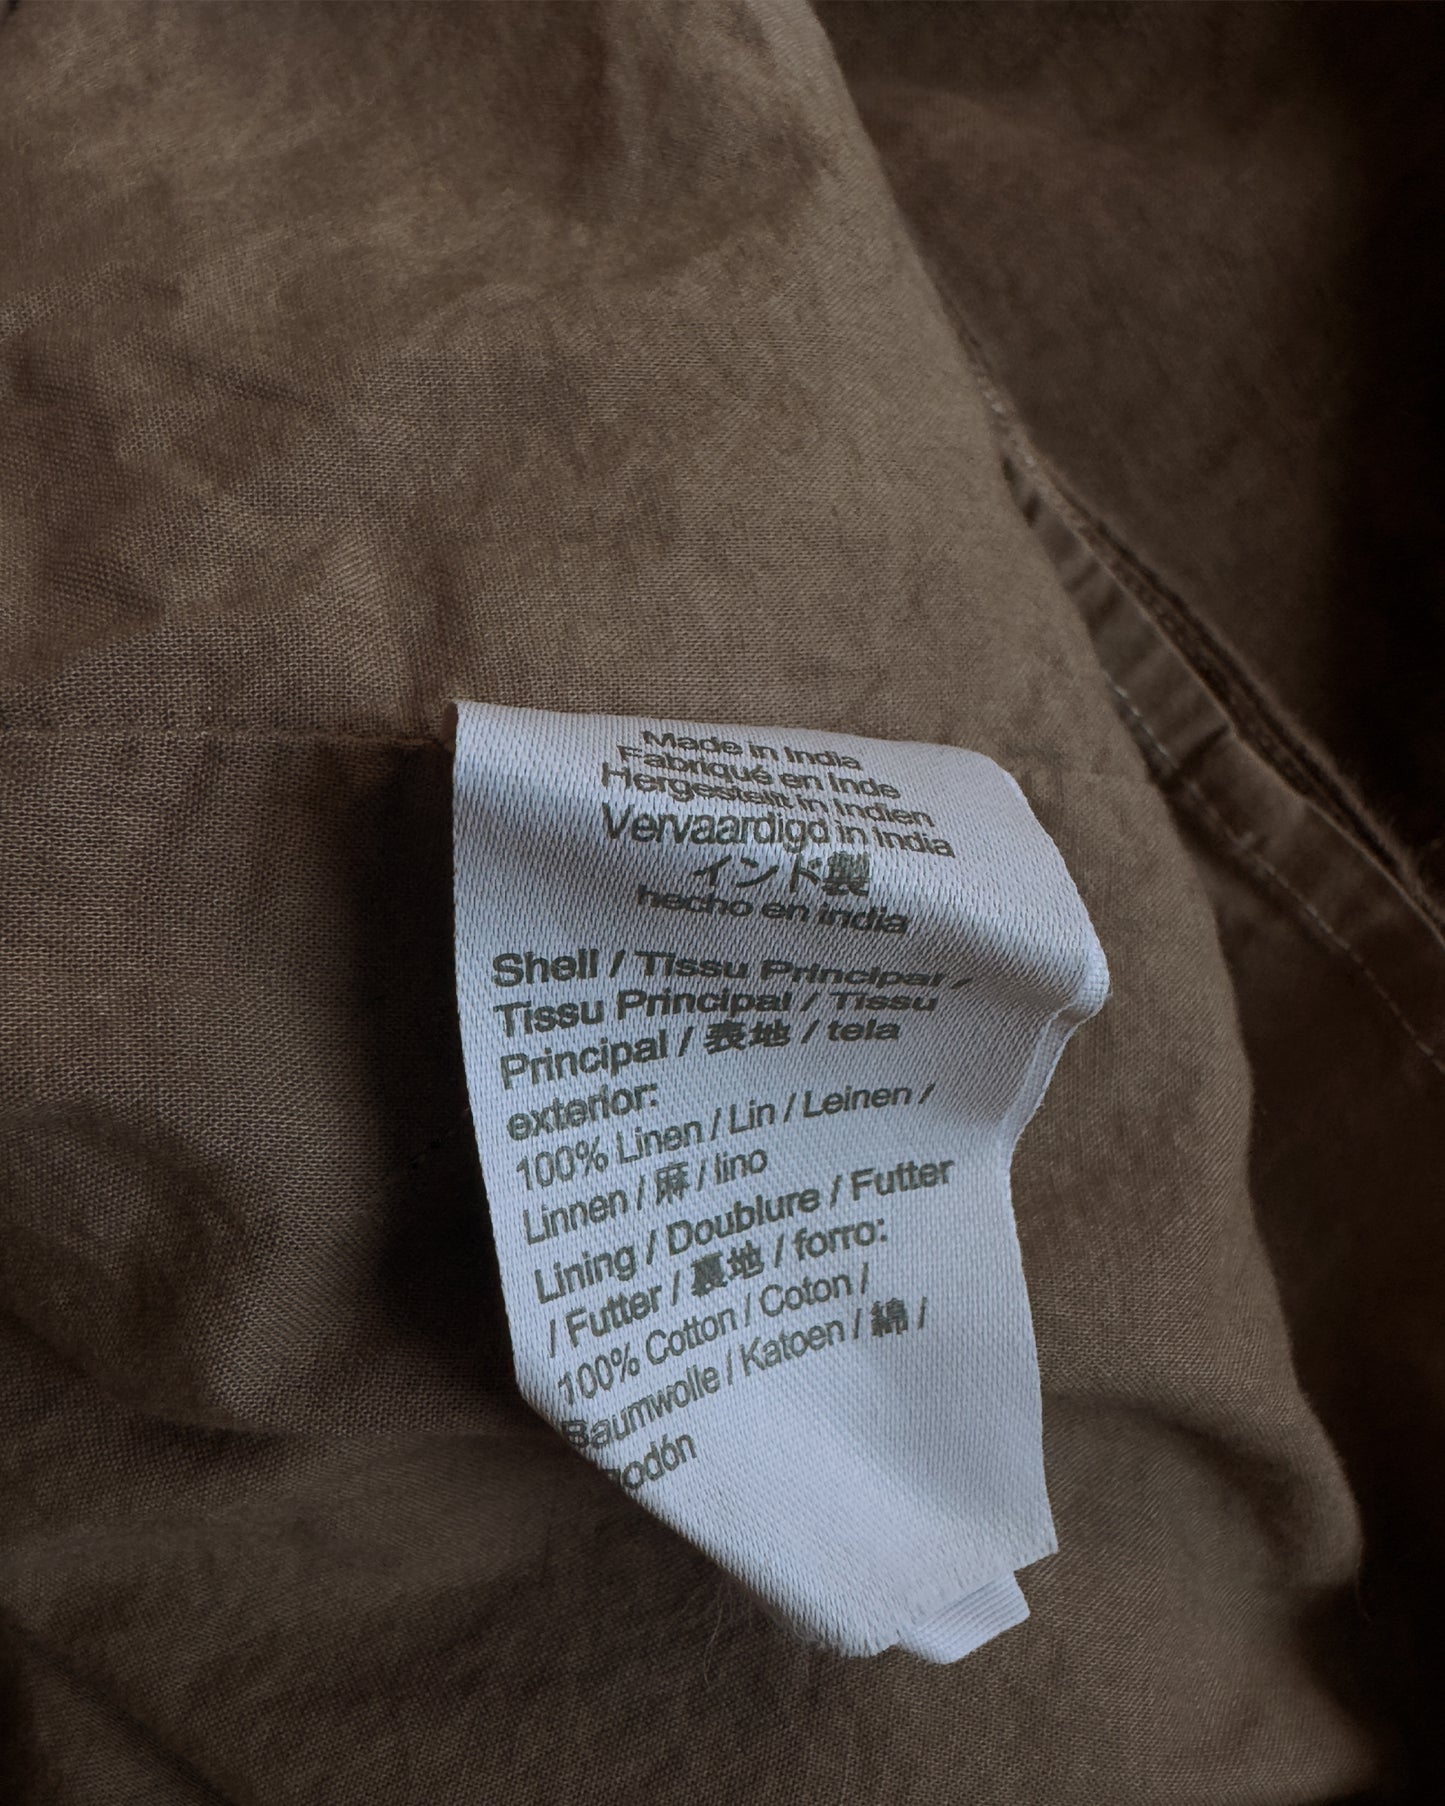 Made in India
Fabriqué en Inde
Hergestellt in Indien
Vervaardigd in India
インド製
hecho en india
Shell / Tissu Principal /
Tissu Principal / Tissu
Principal / 表地 / tela
exterior:
100% Linen / Lin / Leinen /
Linnen / 麻 / lino
Lining / Doublure / Futter
/ Futter / 裏地 / forro:
100% Cotton / Coton /
Baumwolle / Katoen / 綿 /